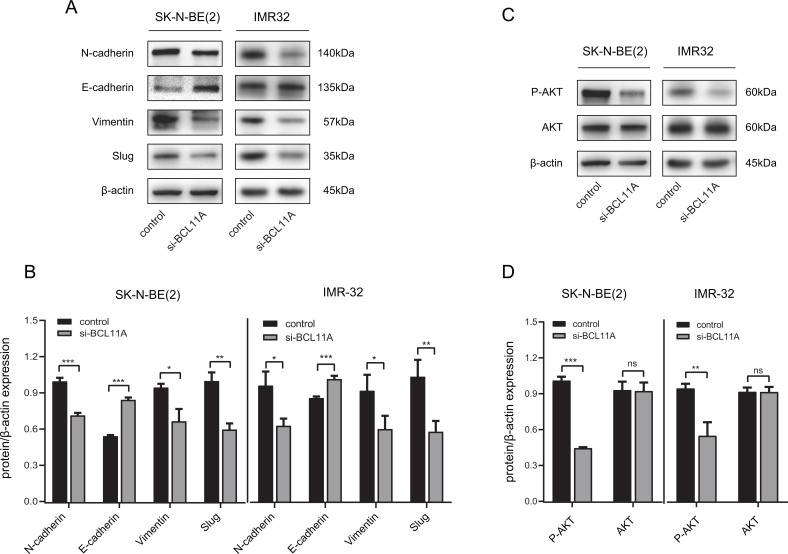 A
SK-N-BE(2) IMR32
N-cadherin 140kDa
E-cadherin 135kDa
Vimentin 57kDa
Slug 35kDa
β-actin 45kDa
control si-BCL11A control si-BCL11A
C
SK-N-BE(2) IMR32
P-AKT 60kDa
AKT 60kDa
β-actin 45kDa
control si-BCL11A control si-BCL11A
B
SK-N-BE(2) IMR-32
protein/β-actin expression
1.5
1.2
0.9
0.6
0.3
0.0
control
si-BCL11A
*** *** * **
control
si-BCL11A
* *** * **
N-cadherin E-cadherin Vimentin Slug N-cadherin E-cadherin Vimentin Slug
D
SK-N-BE(2) IMR-32
protein/β-actin expression
1.5
1.2
0.9
0.6
0.3
0.0
control
si-BCL11A
*** ns
control
si-BCL11A
** ns
P-AKT AKT P-AKT AKT